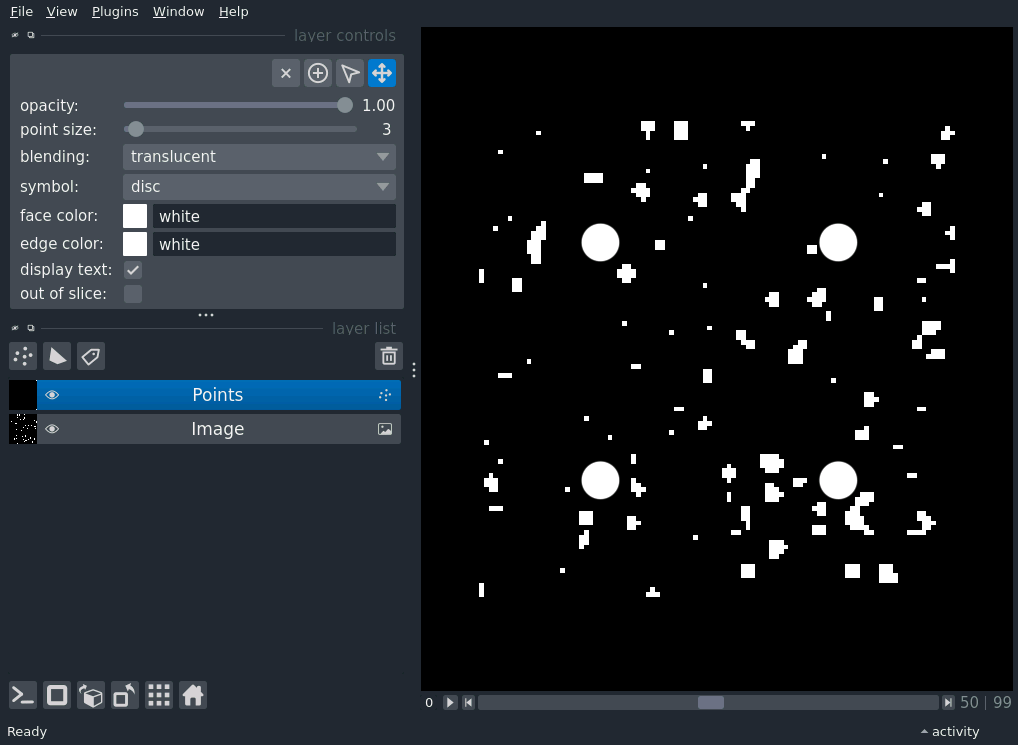 File View Plugins Window Help
layer controls
opacity: 1.00
point size: 3
blending: translucent
symbol: disc
face color: white
edge color: white
display text:
out of slice:
layer list
Points
Image
0 50 | 99
Ready activity